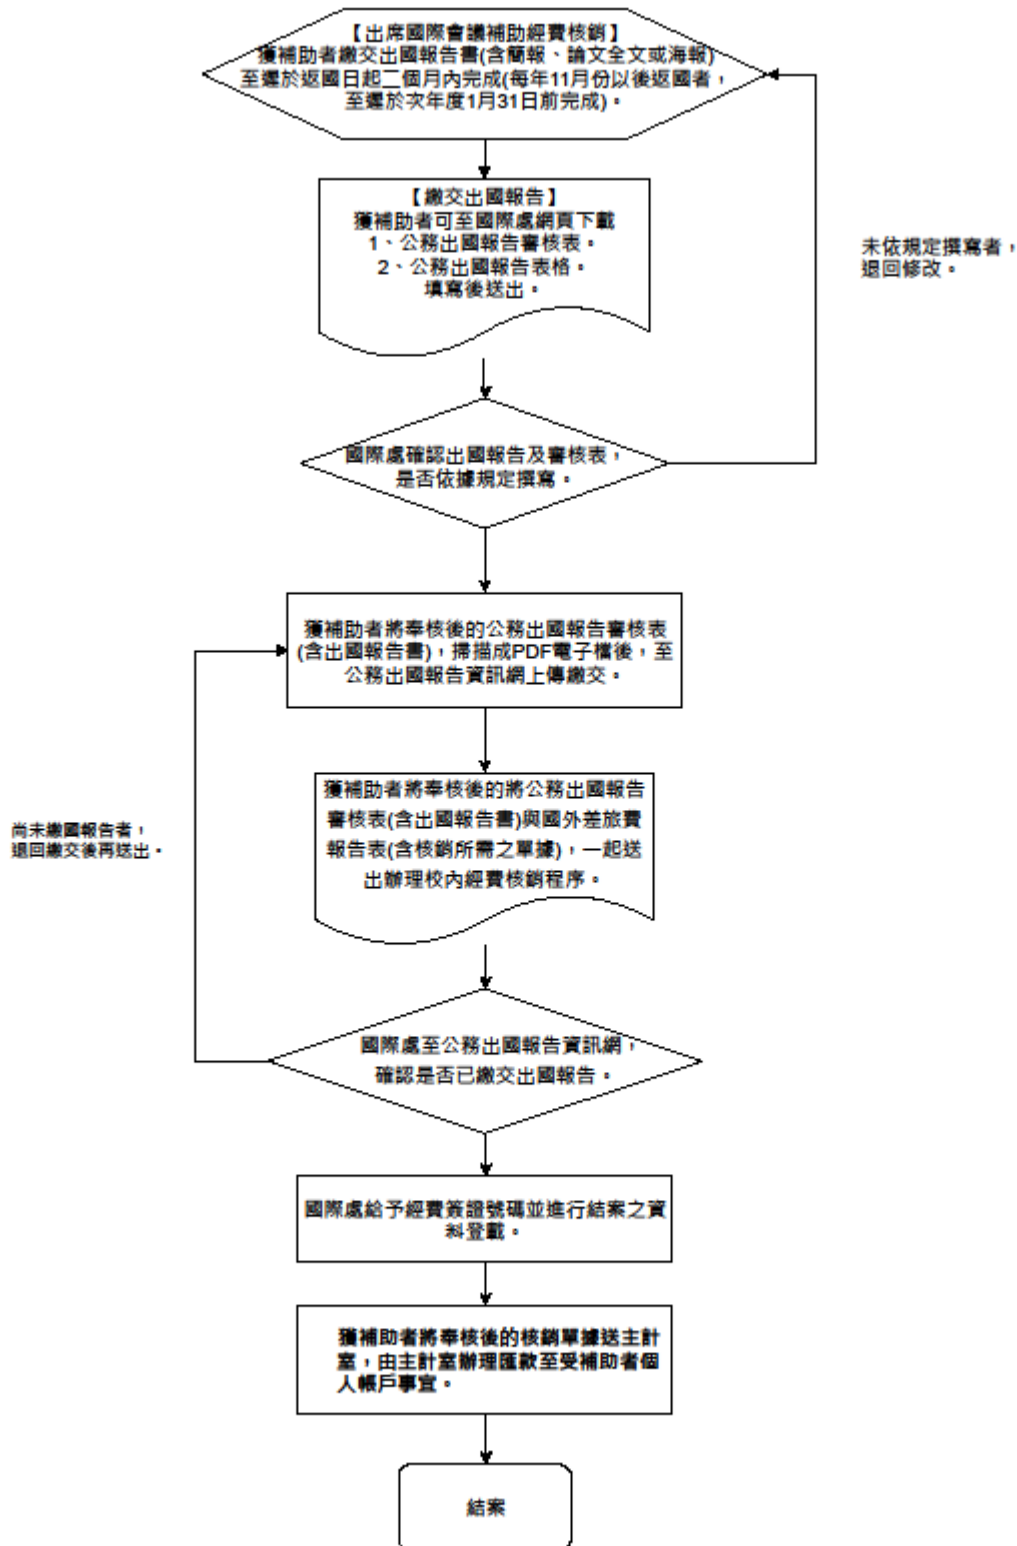 【出席國際會議補助經費核銷】
獲補助者繳交出國報告書(含簡報、論文全文或海報)
至遲於返國日起二個月內完成(每年11月份以後返國者，
至遲於次年度1月31日前完成)。
【繳交出國報告】
獲補助者可至國際處網頁下載
1、公務出國報告審核表。
2、公務出國報告表格。
填寫後送出。
未依規定撰寫者，
退回修改。
國際處確認出國報告及審核表，
是否依據規定撰寫。
獲補助者將奉核後的公務出國報告審核表
(含出國報告書)，掃描成PDF電子檔後，至
公務出國報告資訊網上傳繳交。
獲補助者將奉核後的將公務出國報告
審核表(含出國報告書)與國外差旅費
報告表(含核銷所需之單據)，一起送
出辦理校內經費核銷程序。
尚未繳國報告者，
退回繳交後再送出。
國際處至公務出國報告資訊網，
確認是否已繳交出國報告。
國際處給予經費簽證號碼並進行結案之資
料登載。
獲補助者將奉核後的核銷單據送主計
室，由主計室辦理匯款至受補助者個
人帳戶事宜。
結案